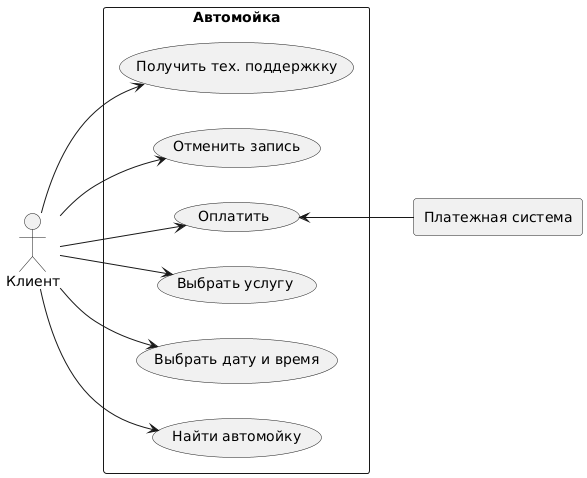 Автомойка
Получить тех. поддержкку
Отменить запись
Оплатить
Платежная система
Клиент
Выбрать услугу
Выбрать дату и время
Найти автомойку